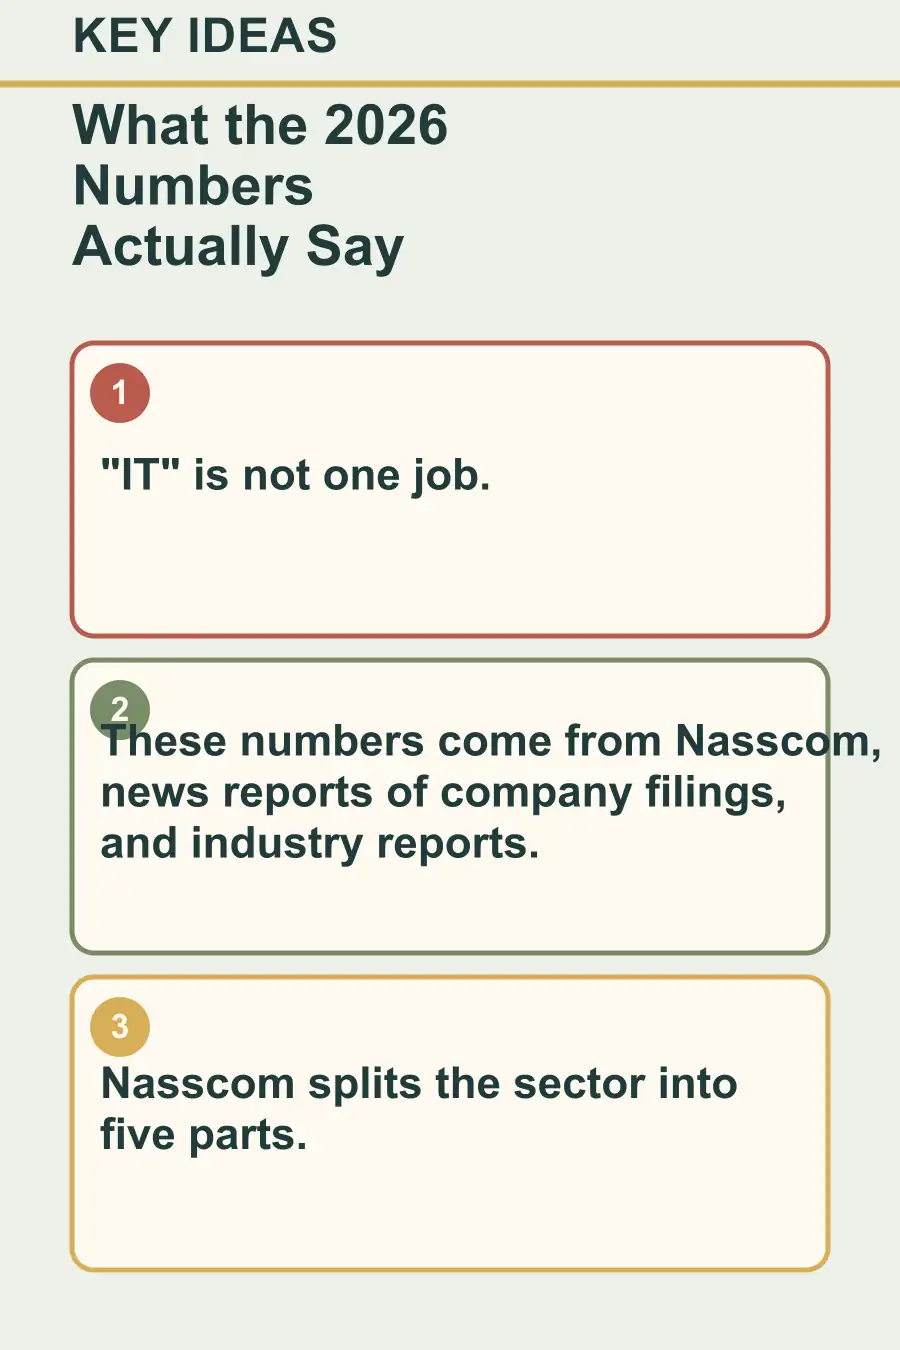 KEY IDEAS
What the 2026
Numbers
Actually Say
1
"IT" is not one job.
2
These numbers come from Nasscom,
news reports of company filings,
and industry reports.
3
Nasscom splits the sector into
five parts.